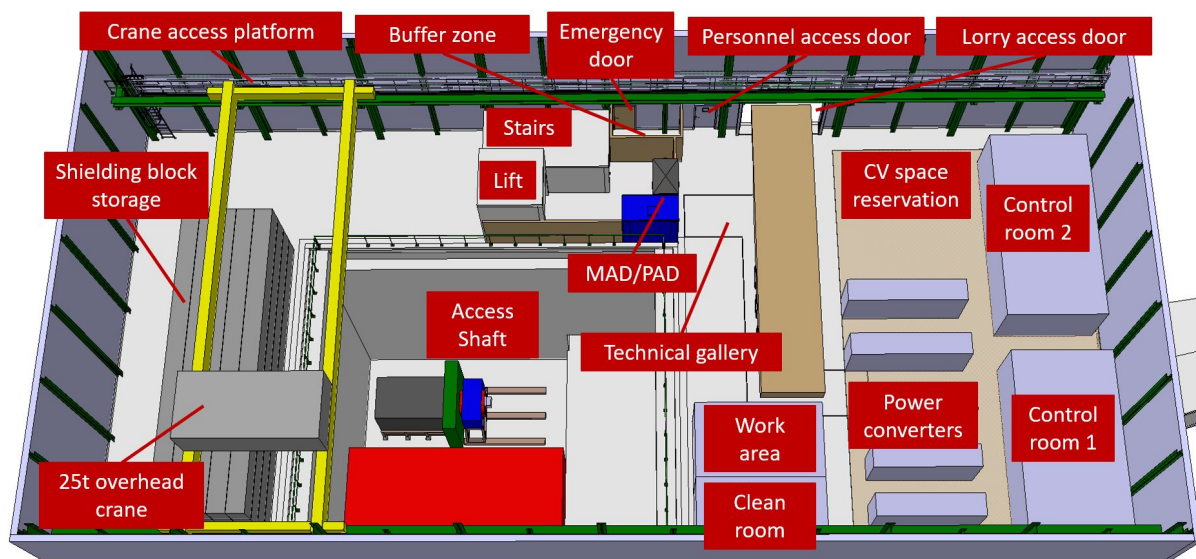 Crane access platform
Buffer zone
Emergency
door
Personnel access door
Lorry access door
Stairs
Lift
Shielding block
storage
CV space
reservation
Control
room 2
MAD/PAD
Access
Shaft
Technical gallery
Power
converters
Control
room 1
Work
area
Clean
room
25t overhead
crane